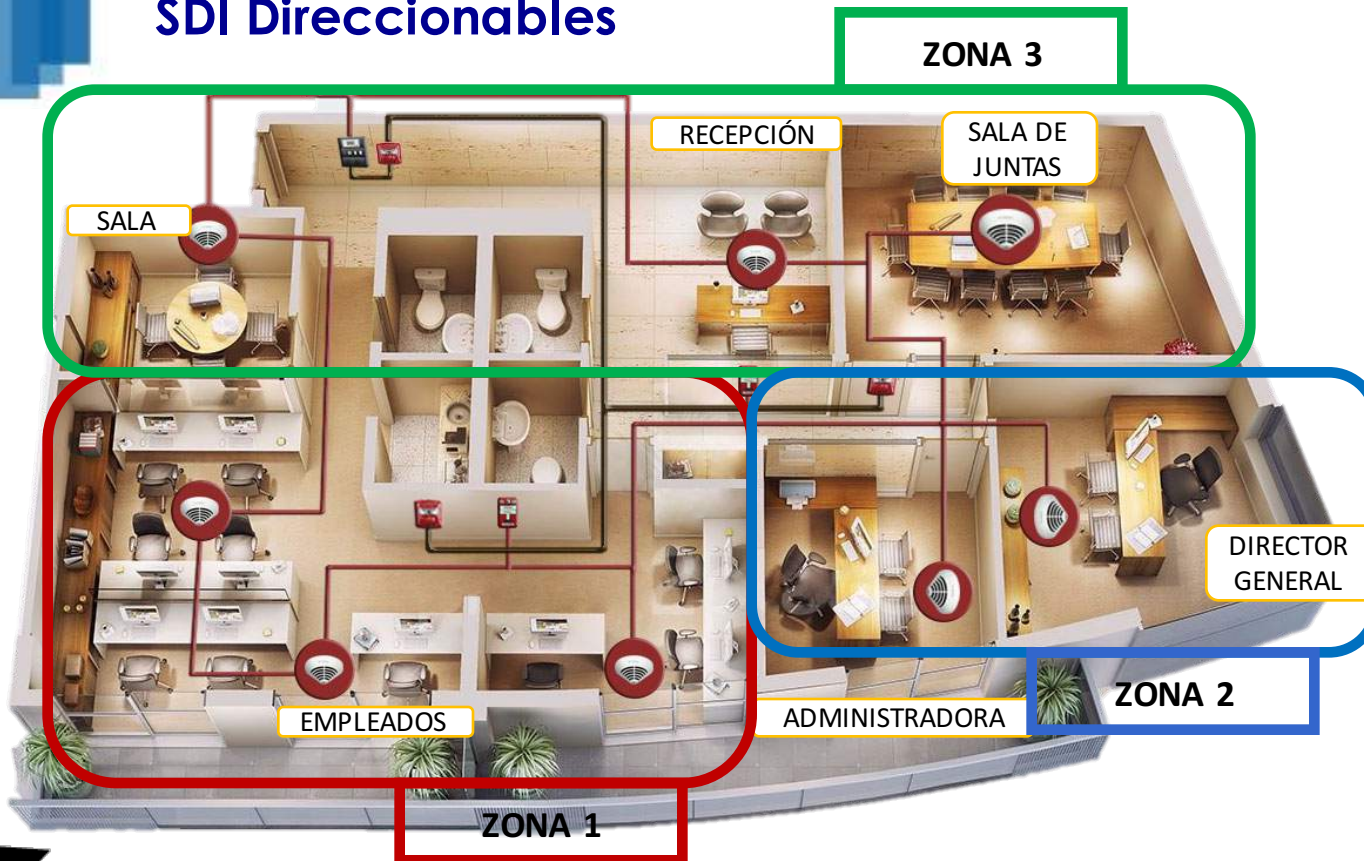 SDI Direccionables
ZONA 3
RECEPCIÓN
SALA DE
JUNTAS
SALA
DIRECTOR
GENERAL
ZONA 2
EMPLEADOS
ADMINISTRADORA
ZONA 1